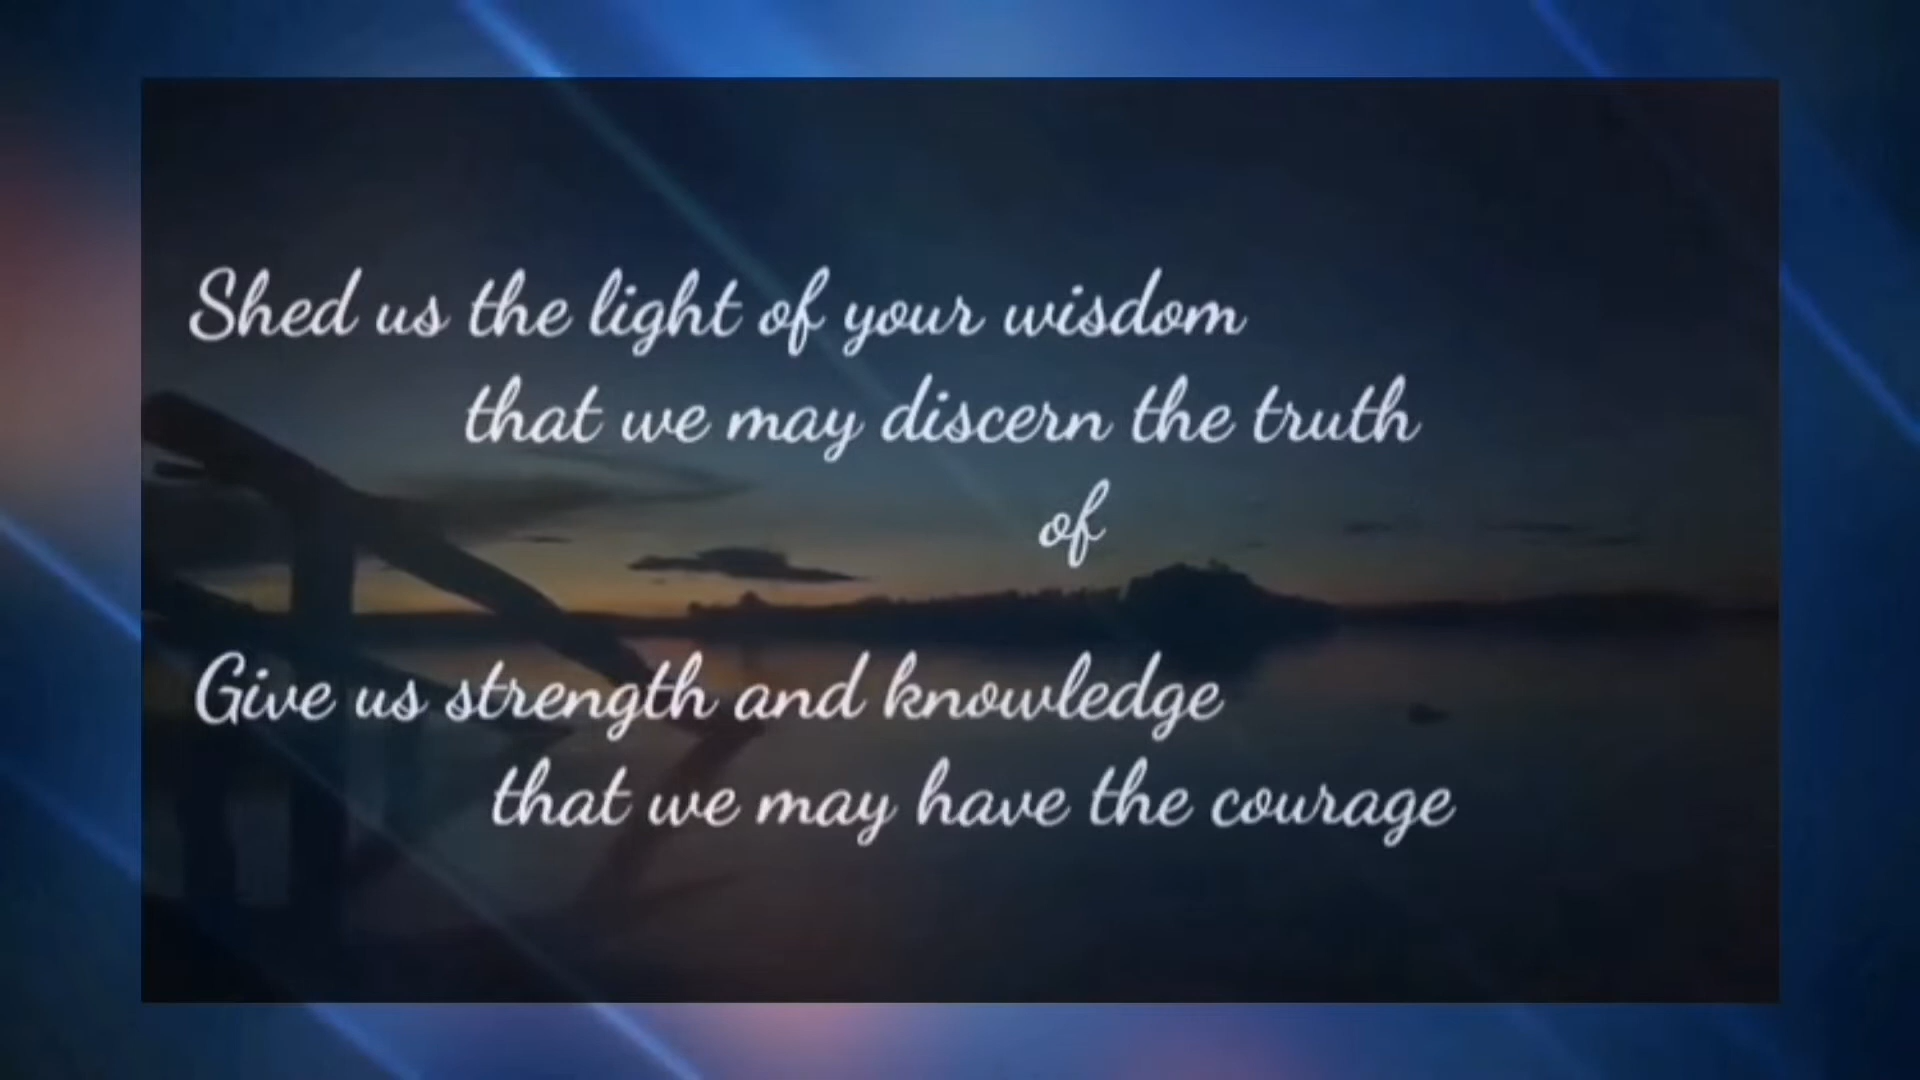 Shed us the light of your wisdom
that we may discern the truth
of
Give us strength and knowledge
that we may have the courage